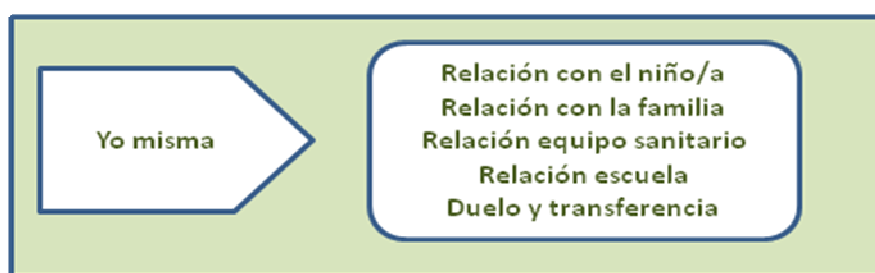 Yo misma
Relación con el niño/a
Relación con la familia
Relación equipo sanitario
Relación escuela
Duelo y transferencia